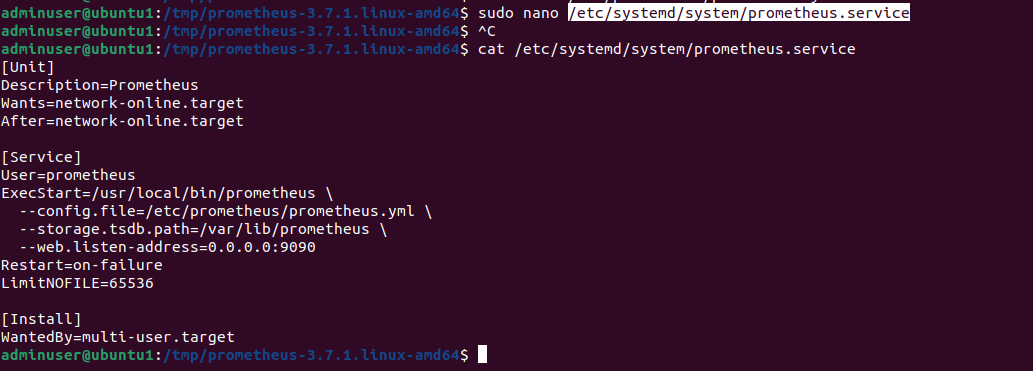 adminuser@ubuntu1:/tmp/prometheus-3.7.1.linux-amd64$ sudo nano /etc/systemd/system/prometheus.service
adminuser@ubuntu1:/tmp/prometheus-3.7.1.linux-amd64$ ^C
adminuser@ubuntu1:/tmp/prometheus-3.7.1.linux-amd64$ cat /etc/systemd/system/prometheus.service
[Unit]
Description=Prometheus
Wants=network-online.target
After=network-online.target

[Service]
User=prometheus
ExecStart=/usr/local/bin/prometheus \
  --config.file=/etc/prometheus/prometheus.yml \
  --storage.tsdb.path=/var/lib/prometheus \
  --web.listen-address=0.0.0.0:9090
Restart=on-failure
LimitNOFILE=65536

[Install]
WantedBy=multi-user.target
adminuser@ubuntu1:/tmp/prometheus-3.7.1.linux-amd64$